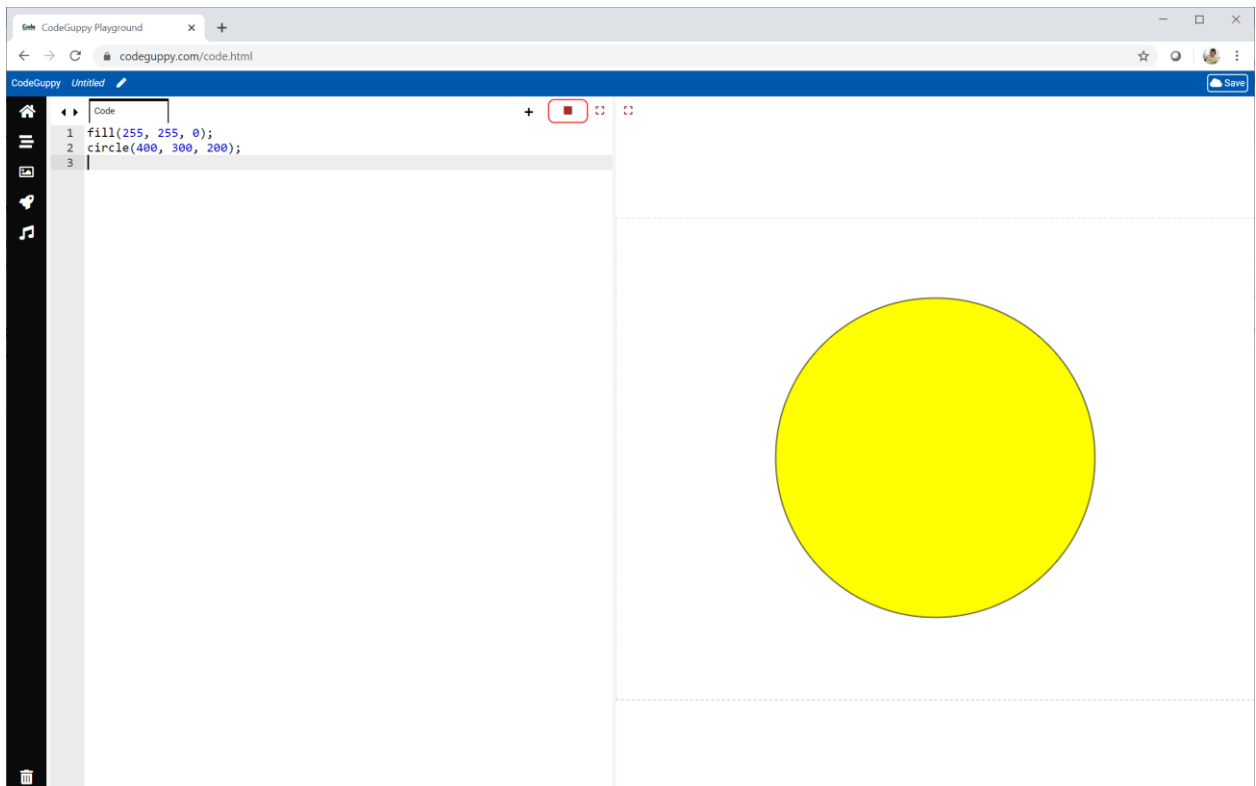 CodeGuppy Playground
codeguppy.com/code.html
CodeGuppy Untitled
Save
Code
1 fill(255, 255, 0);
2 circle(400, 300, 200);
3